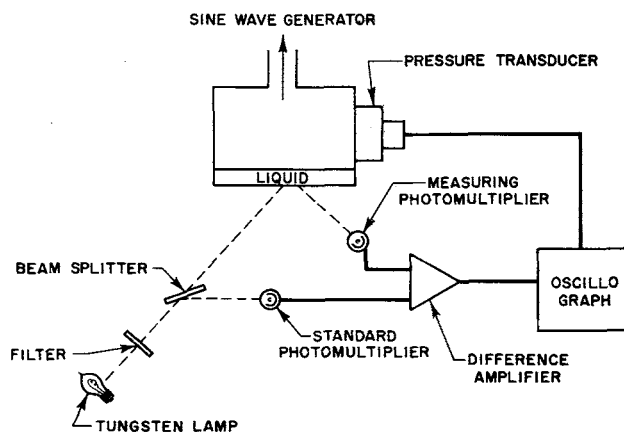 SINE WAVE GENERATOR
PRESSURE TRANSDUCER
LIQUID
MEASURING
PHOTOMULTIPLIER
BEAM SPLITTER
OSCILLO
GRAPH
STANDARD
PHOTOMULTIPLIER
FILTER
DIFFERENCE
AMPLIFIER
TUNGSTEN LAMP